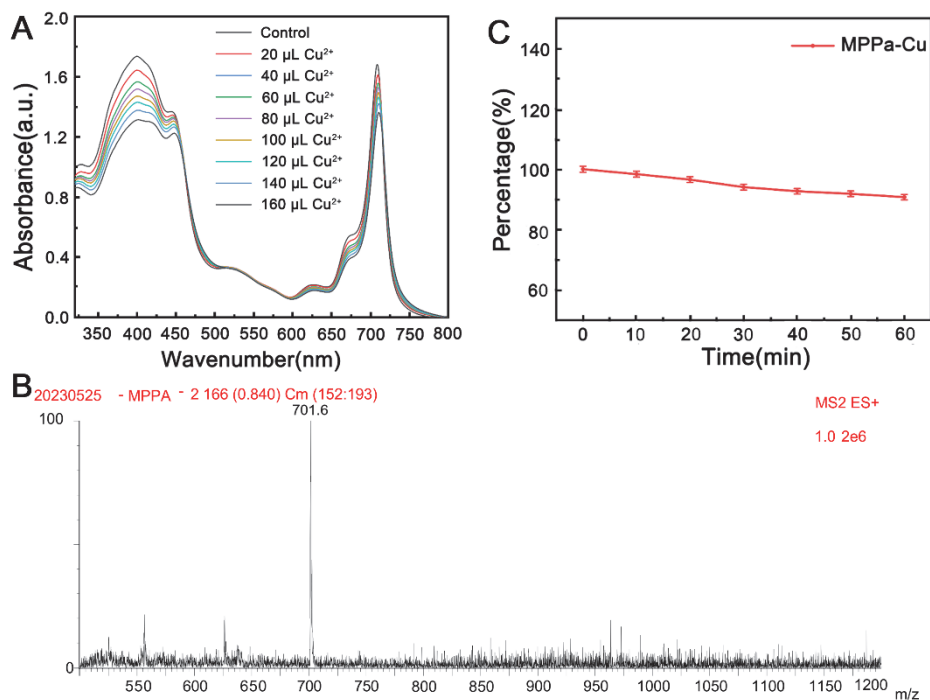 A
2.0
1.6
1.2
0.8
0.4
0.0
Absorbance(a.u.)
350 400 450 500 550 600 650 700 750 800
Wavenumber(nm)
Control
20 μL Cu²⁺
40 μL Cu²⁺
60 μL Cu²⁺
80 μL Cu²⁺
100 μL Cu²⁺
120 μL Cu²⁺
140 μL Cu²⁺
160 μL Cu²⁺
C
140
120
100
80
60
Percentage(%)
0 10 20 30 40 50 60
Time(min)
MPPa-Cu
B
20230525 - MPPA - 2 166 (0.840) Cm (152:193)
MS2 ES+
1.0 2e6
701.6
100
0
550 600 650 700 750 800 850 900 950 1000 1050 1100 1150 1200
m/z